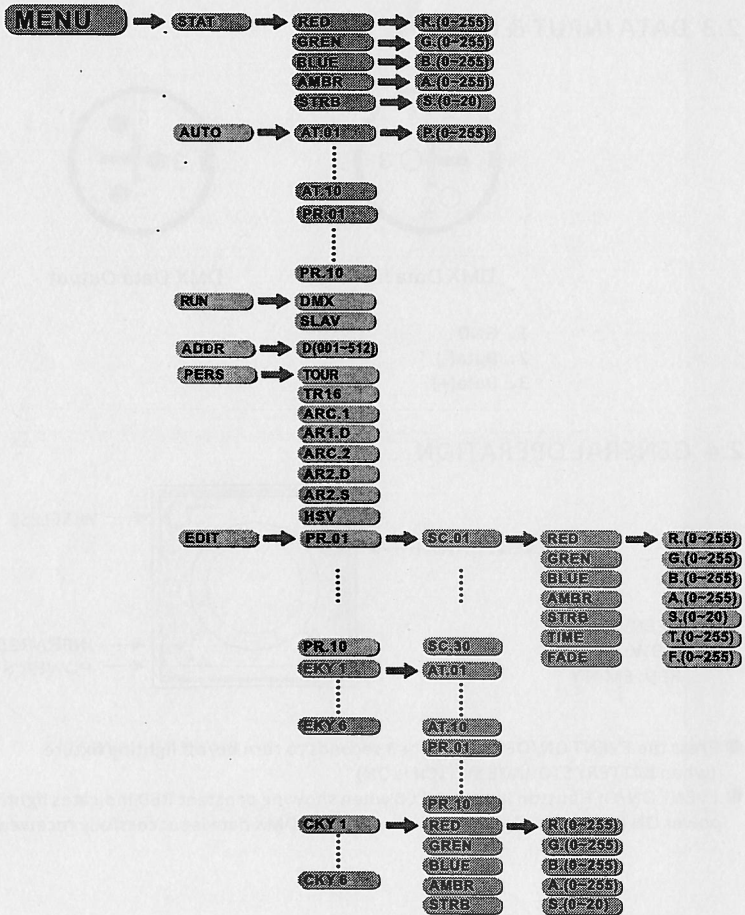 MENU STAT RED R.(0~255)
GREN G.(0~255)
BLUE B.(0~255)
AMBR A.(0~255)
STRB S.(0~20)
AUTO AT.01 P.(0~255)
AT.10
PR.01
PR.10
RUN DMX
SLAV
ADDR D(001~512)
PERS TOUR
TR16
ARC.1
AR1.D
ARC.2
AR2.D
AR2.S
HSV
EDIT PR.01 SC.01 RED R.(0~255)
GREN G.(0~255)
BLUE B.(0~255)
AMBR A.(0~255)
STRB S.(0~20)
TIME T.(0~255)
PR.10 SC.30 FADE F.(0~255)
EKY 1 AT.01
EKY 6 AT.10
PR.01
PR.10
CKY 1 RED R.(0~255)
GREN G.(0~255)
BLUE B.(0~255)
CKY 6 AMBR A.(0~255)
STRB S.(0~20)